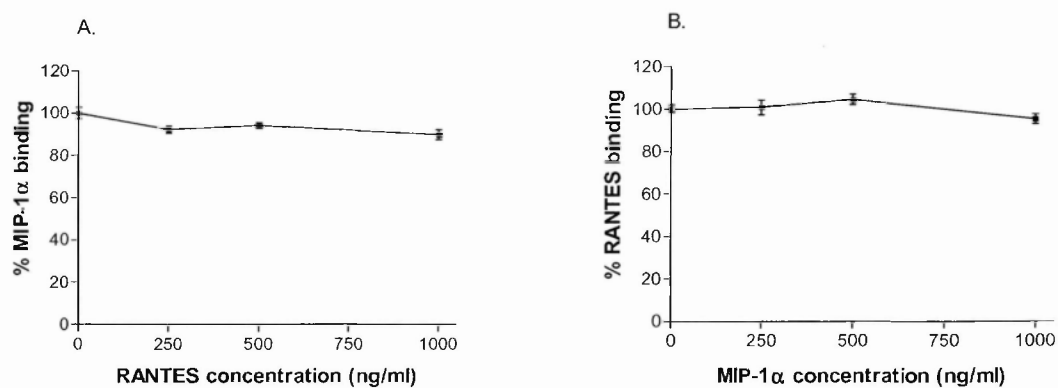 A.
120
100
80
60
40
20
0
% MIP-1α binding
0 250 500 750 1000
RANTES concentration (ng/ml)
B.
120
100
80
60
40
20
0
% RANTES binding
0 250 500 750 1000
MIP-1α concentration (ng/ml)